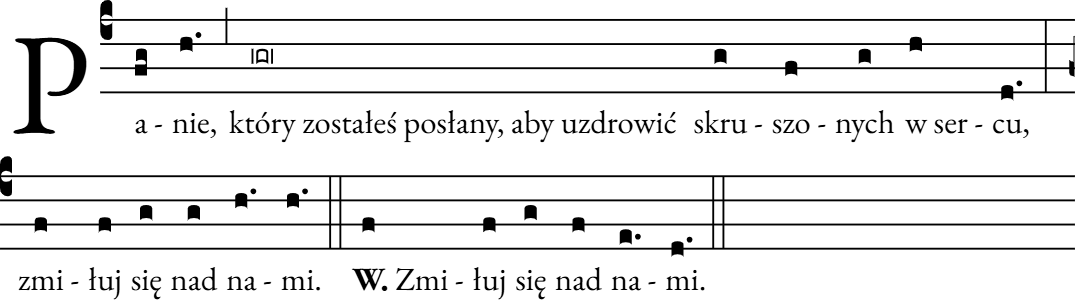 Pa - nie, który zostałeś posłany, aby uzdrowić skru - szo - nych w ser - cu,
zmi - łuj się nad na - mi. W. Zmi - łuj się nad na - mi.